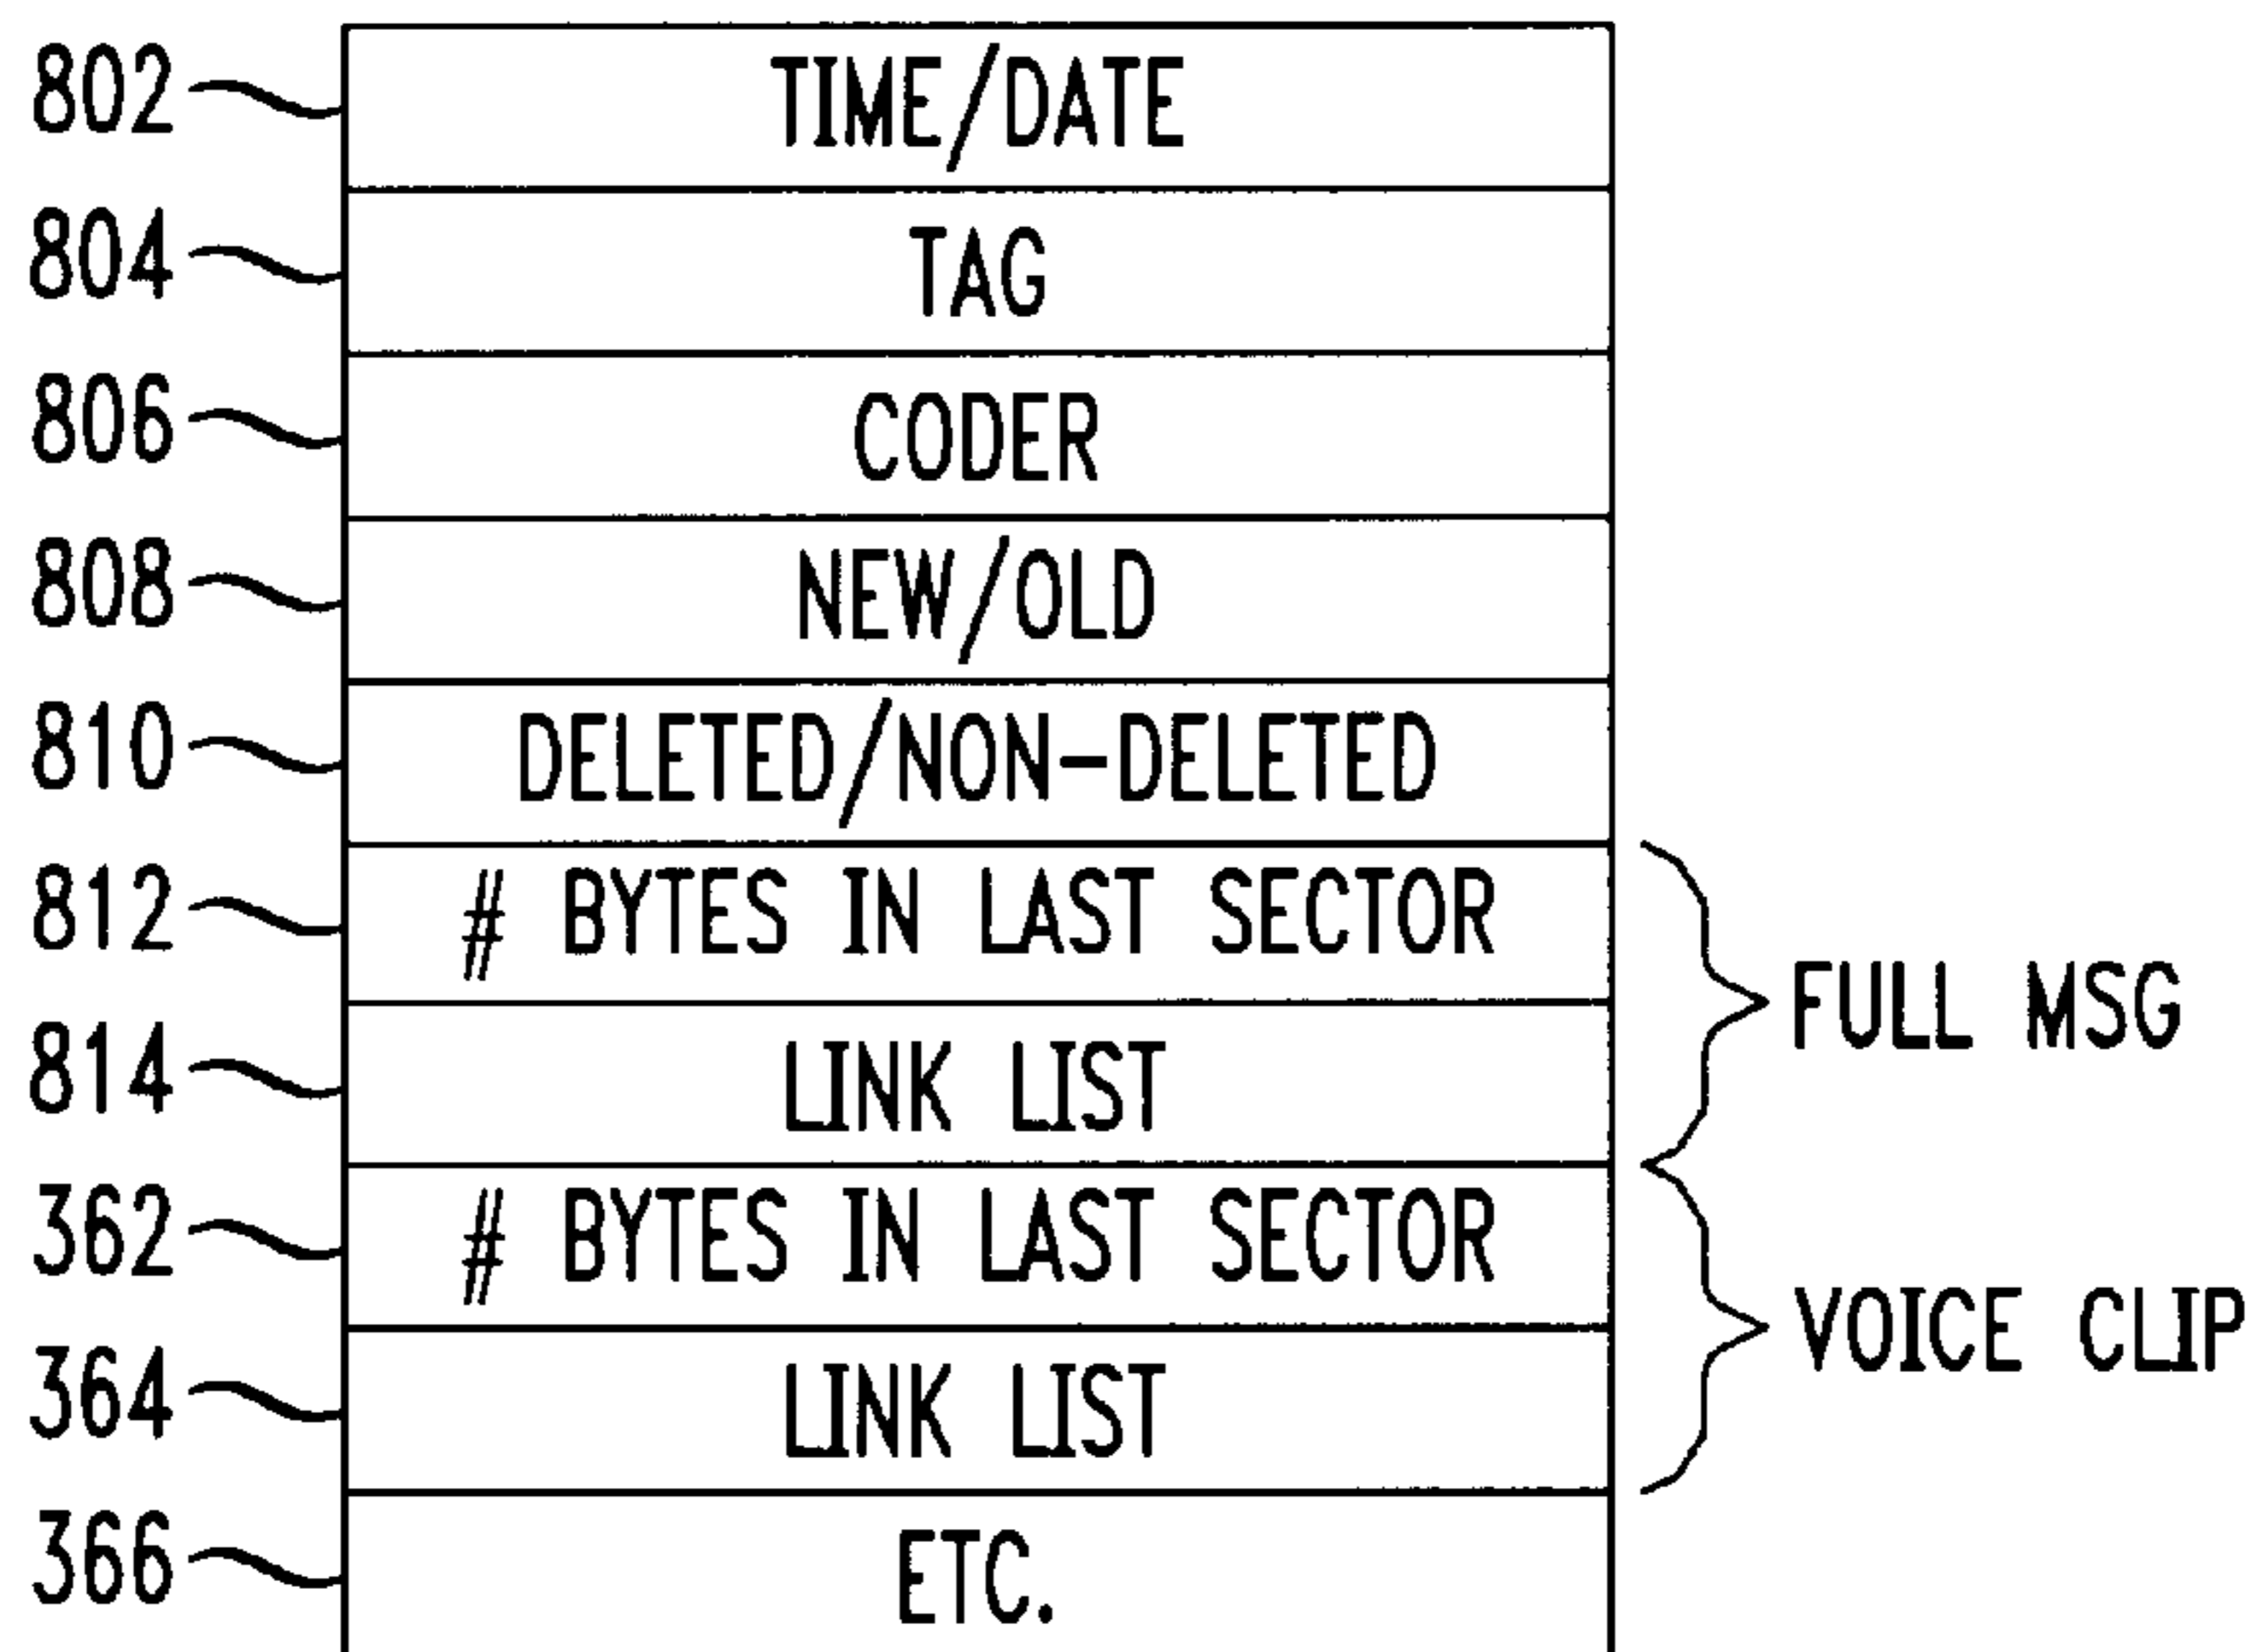 802 TIME/DATE
804 TAG
806 CODER
808 NEW/OLD
810 DELETED/NON-DELETED
812 # BYTES IN LAST SECTOR
FULL MSG
814 LINK LIST
362 # BYTES IN LAST SECTOR
VOICE CLIP
364 LINK LIST
366 ETC.